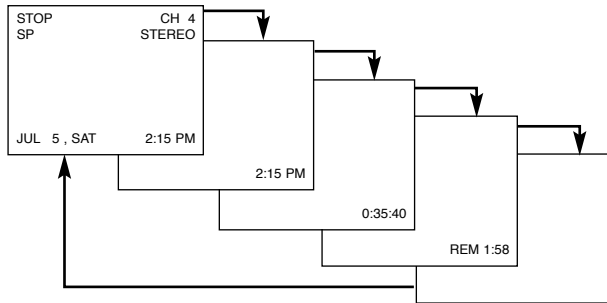 STOP CH 4
SP STEREO
JUL 5 , SAT 2:15 PM
2:15 PM
0:35:40
REM 1:58